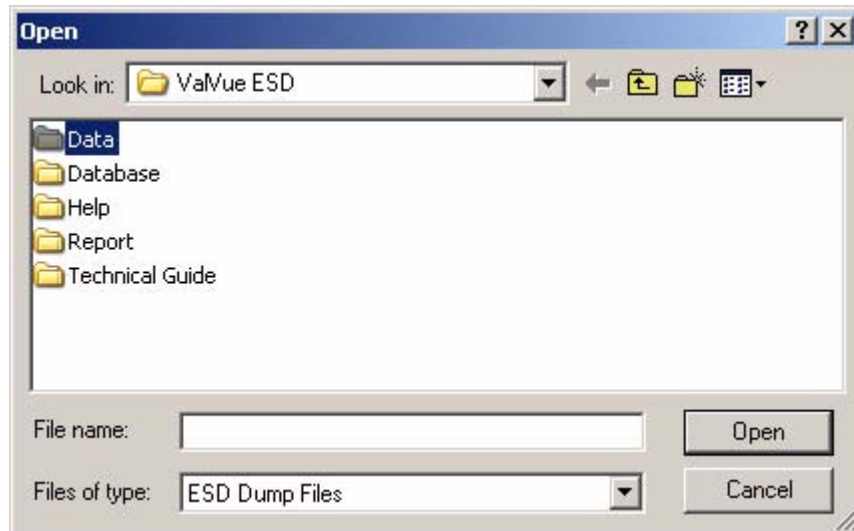 Open
Look in: ValVue ESD
Data
Database
Help
Report
Technical Guide
File name: Open
Files of type: ESD Dump Files Cancel